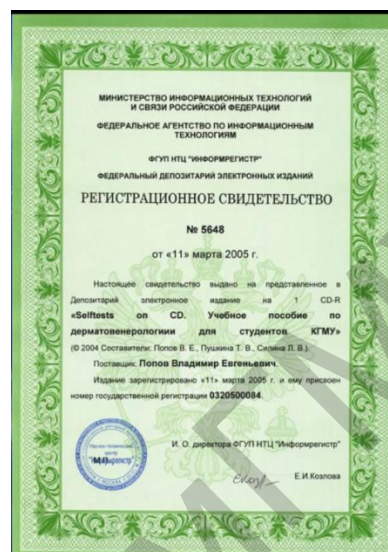 МИНИСТЕРСТВО ИНФОРМАЦИОННЫХ ТЕХНОЛОГИЙ
И СВЯЗИ РОССИЙСКОЙ ФЕДЕРАЦИИ
ФЕДЕРАЛЬНОЕ АГЕНТСТВО ПО ИНФОРМАЦИОННЫМ
ТЕХНОЛОГИЯМ
ФГУП НТЦ "ИНФОРМРЕГИСТР"
ФЕДЕРАЛЬНЫЙ ДЕПОЗИТАРИЙ ЭЛЕКТРОННЫХ ИЗДАНИЙ
РЕГИСТРАЦИОННОЕ СВИДЕТЕЛЬСТВО
№ 5648
от «11» марта 2005 г.
Настоящее свидетельство выдано на представленное в
Депозитарий электронное издание на 1 CD-R
«Selftests on CD. Учебное пособие по
дерматовенерологиии для студентов КГМУ»
(© 2004 Составители: Попов В. Е., Пушкина Т. В., Силина Л. В.).
Поставщик: Попов Владимир Евгеньевич.
Издание зарегистрировано «11» марта 2005 г. и ему присвоен
номер государственной регистрации 0320500084.
И. О. директора ФГУП НТЦ "Информрегистр"
Е.И.Козлова